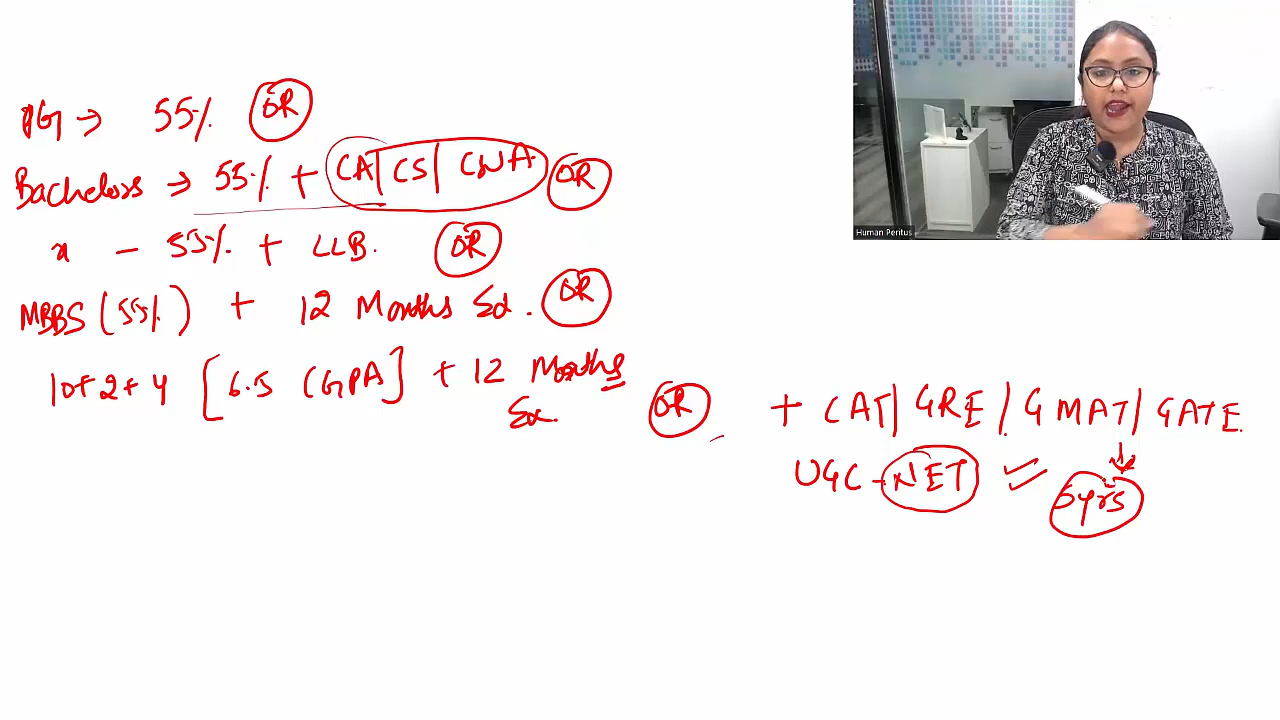 PG → 55% OR
Bachelors ⇒ 55% + CA | CS | CWA OR
x - 55% + LLB. OR
MBBS (55%) + 12 Months Ex. OR
10+2+4 [6.5 CGPA] + 12 Months
Ex.
OR
+ CAT | GRE / GMAT / GATE
UGC-NET ✓ 5yrs
Human Peritus